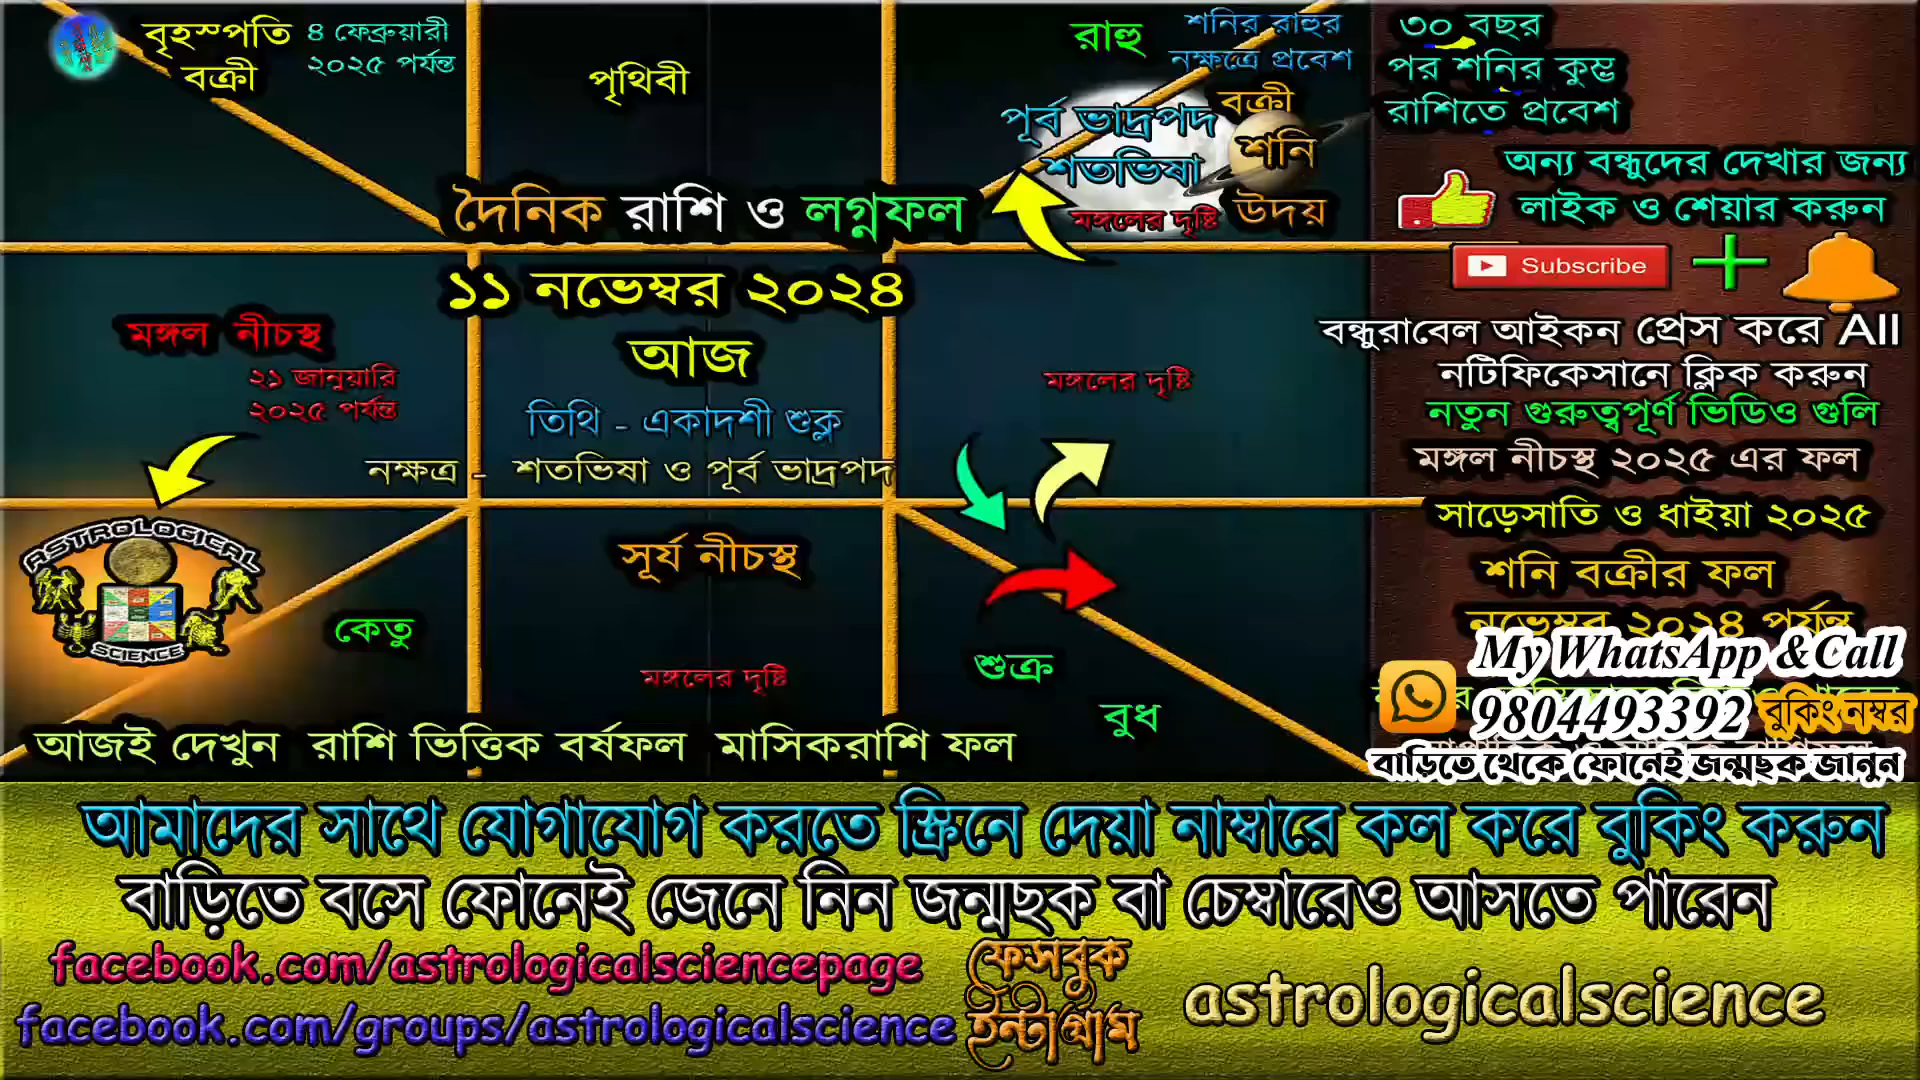 বৃহস্পতি
বক্রী
৪ ফেব্রুয়ারী
২০২৫ পর্যন্ত
পৃথিবী
রাহু
শনির রাহুর
নক্ষত্রে প্রবেশ
পূর্ব ভাদ্রপদ
শতভিষা
মঙ্গলের দৃষ্টি
বক্রী
শনি
উদয়
৩০ বছর
পর শনির কুম্ভ
রাশিতে প্রবেশ
অন্য বন্ধুদের দেখার জন্য
লাইক ও শেয়ার করুন
Subscribe
দৈনিক রাশি ও লগ্নফল
১১ নভেম্বর ২০২৪
আজ
তিথি - একাদশী শুক্ল
নক্ষত্র - শতভিষা ও পূর্ব ভাদ্রপদ
মঙ্গল নীচস্থ
২১ জানুয়ারি
২০২৫ পর্যন্ত
মঙ্গলের দৃষ্টি
বন্ধুরাবেল আইকন প্রেস করে All
নটিফিকেসানে ক্লিক করুন
নতুন গুরুত্বপূর্ণ ভিডিও গুলি
মঙ্গল নীচস্থ ২০২৫ এর ফল
সাড়েসাতি ও ধাইয়া ২০২৫
শনি বক্রীর ফল
নভেম্বর ২০২৪ পর্যন্ত
ASTROLOGICAL
SCIENCE
কেতু
সূর্য নীচস্থ
মঙ্গলের দৃষ্টি
শুক্র
বুধ
My WhatsApp & Call
9804493392 বুকিং নম্বর
বাড়িতে থেকে ফোনেই জন্মছক জানুন
আজই দেখুন রাশি ভিত্তিক বর্ষফল মাসিকরাশি ফল
আমাদের সাথে যোগাযোগ করতে স্ক্রিনে দেয়া নাম্বারে কল করে বুকিং করুন
বাড়িতে বসে ফোনেই জেনে নিন জন্মছক বা চেম্বারেও আসতে পারেন
facebook.com/astrologicalsciencepage
facebook.com/groups/astrologicalscience
ফেসবুক
ইন্টাগ্রাম
astrologicalscience